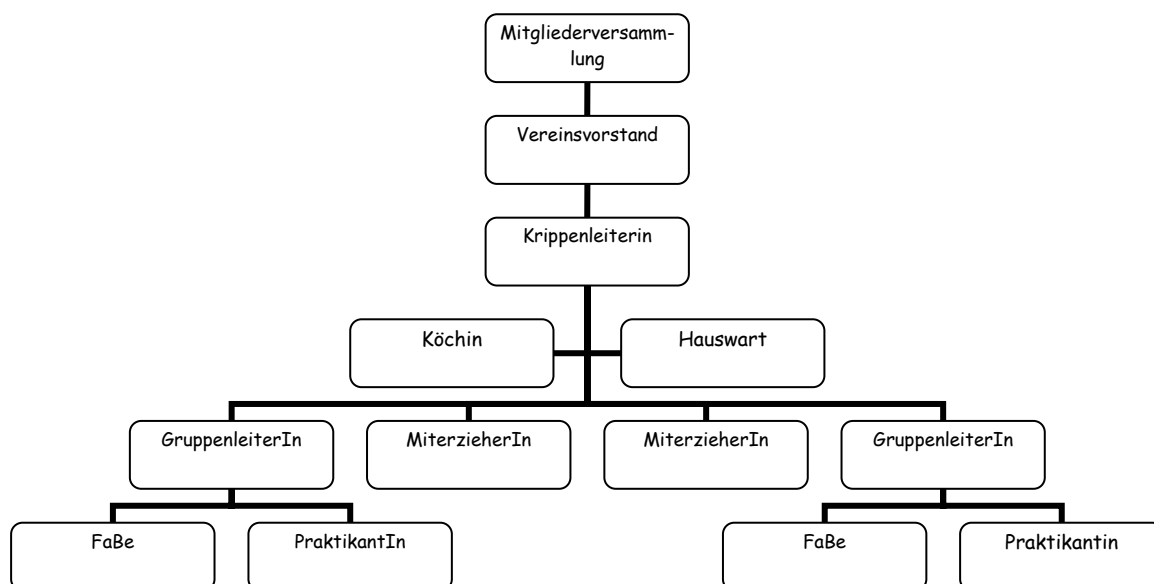 Mitgliederversamm-
lung
Vereinsvorstand
Krippenleiterin
Köchin
Hauswart
GruppenleiterIn
MiterzieherIn
MiterzieherIn
GruppenleiterIn
FaBe
PraktikantIn
FaBe
Praktikantin